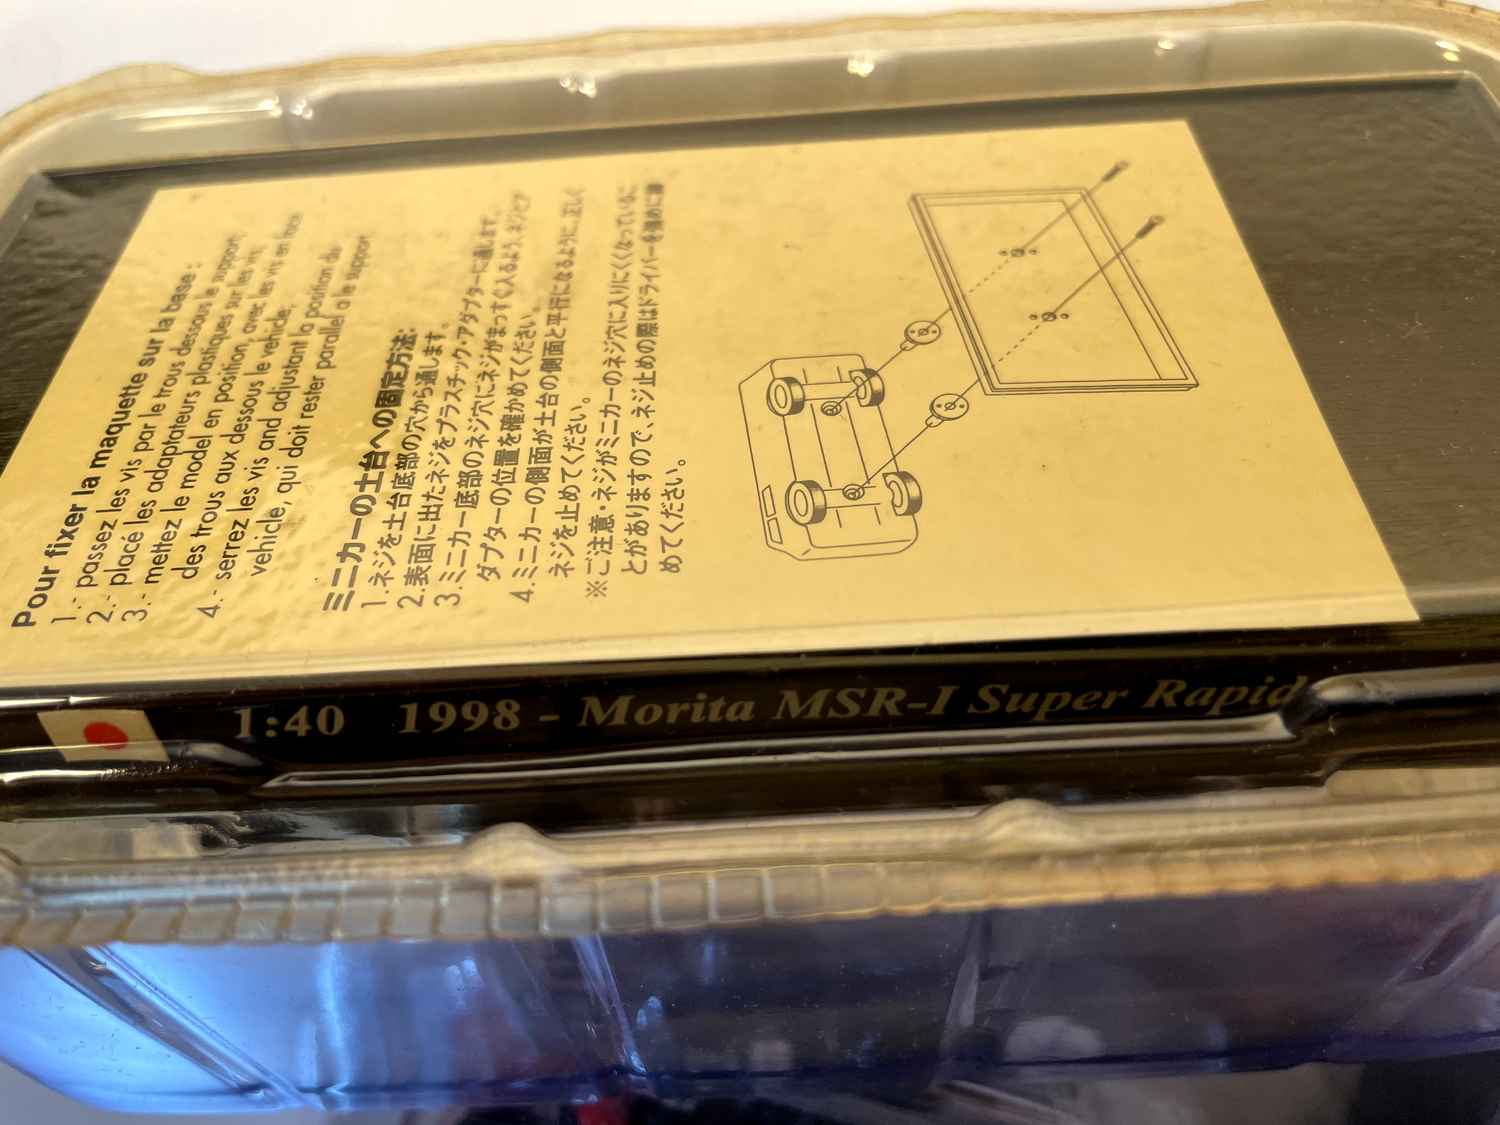 Pour fixer la maquette sur la base :
1.- passez les vis par le trous dessous le support;
2.- placé les adaptateurs plastiques sur les vis;
3.- mettez le model en position, avec les vis en face
des trous aux dessous le vehicle;
4.- serrez les vis and adjustant la position du
vehicle, qui doit rester parallel a le support.
ミニカーの土台への固定方法:
1.ネジを土台底部の穴から通します。
2.表面に出たネジをプラスチック・アダプターに通します。
3.ミニカー底部のネジ穴にネジがまっすぐ入るよう、ネジとア
ダプターの位置を確かめてください。
4.ミニカーの側面が土台の側面と平行になるように、正しく
ネジを止めてください。
※ご注意・ネジがミニカーのネジ穴に入りにくくなっているこ
とがありますので、ネジ止めの際はドライバーを強めに
めてください。
1:40 1998 - Morita MSR-I Super Rapid